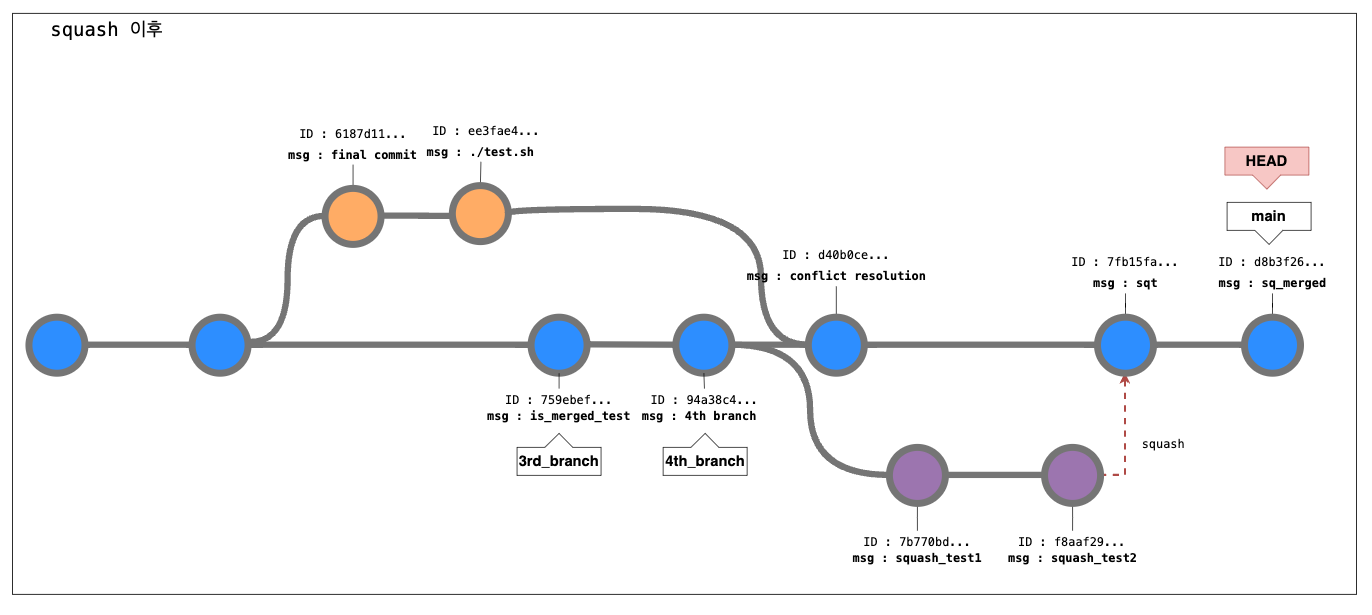 squash 이후
ID : 6187d11...
msg : final commit
ID : ee3fae4...
msg : ./test.sh
HEAD
main
ID : d40b0ce...
msg : conflict resolution
ID : 7fb15fa...
msg : sqt
ID : d8b3f26...
msg : sq_merged
ID : 759ebef...
msg : is_merged_test
3rd_branch
ID : 94a38c4...
msg : 4th branch
4th_branch
squash
ID : 7b770bd...
msg : squash_test1
ID : f8aaf29...
msg : squash_test2